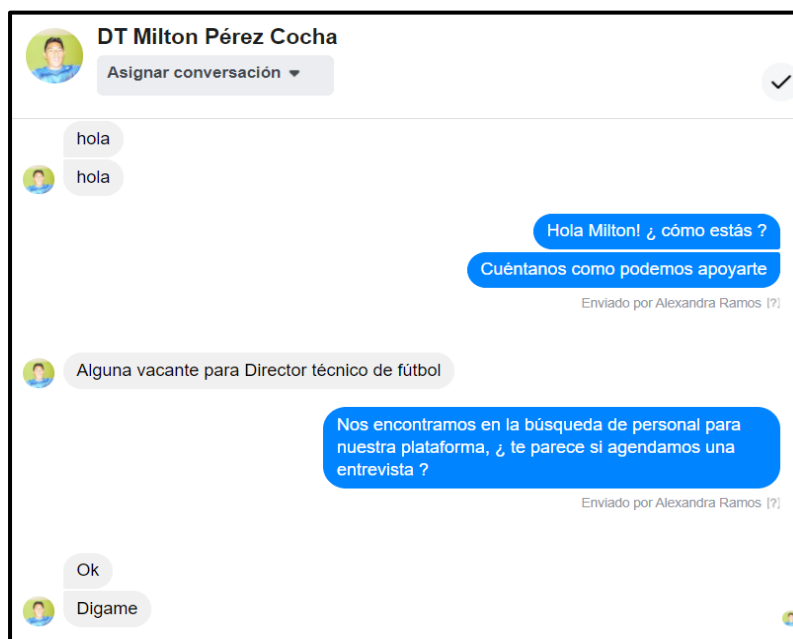 DT Milton Pérez Cocha
Asignar conversación
hola
hola
Hola Milton! ¿ cómo estás ?
Cuéntanos como podemos apoyarte
Enviado por Alexandra Ramos [?]
Alguna vacante para Director técnico de fútbol
Nos encontramos en la búsqueda de personal para
nuestra plataforma, ¿ te parece si agendamos una
entrevista ?
Enviado por Alexandra Ramos [?]
Ok
Digame